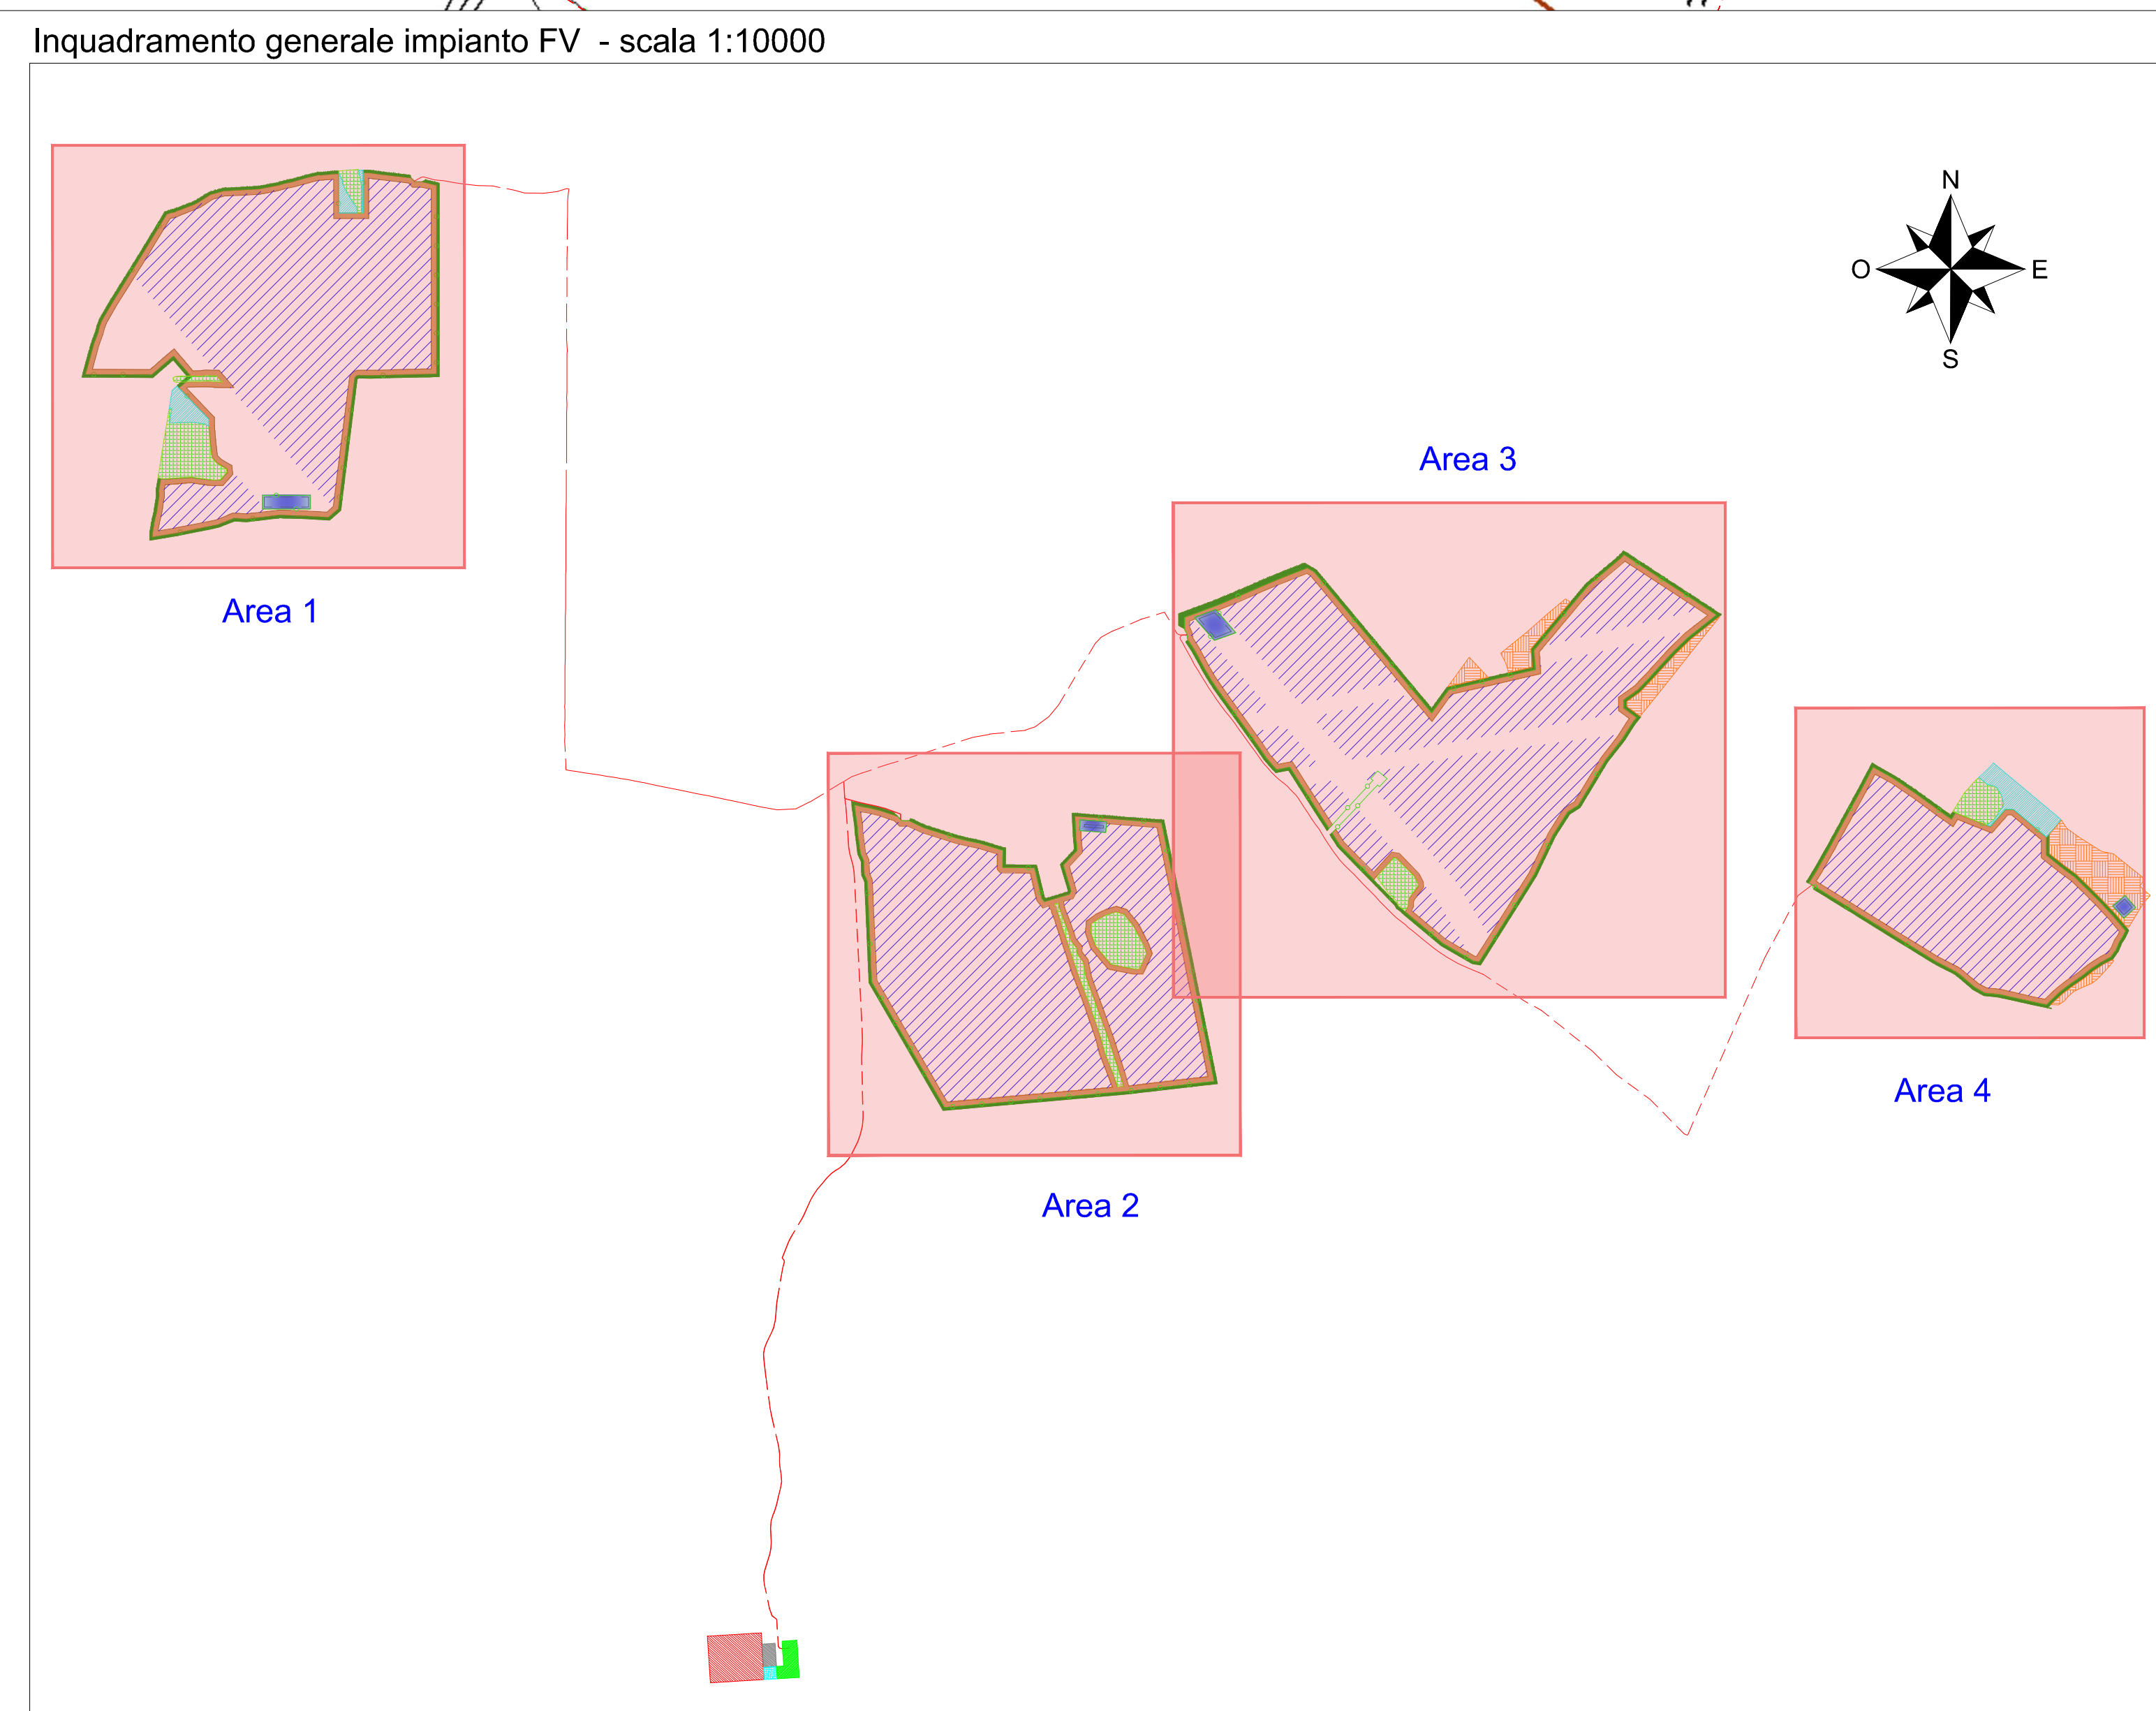 Inquadramento generale impianto FV - scala 1:10000
N
O
E
S
Area 3
Area 1
Area 4
Area 2